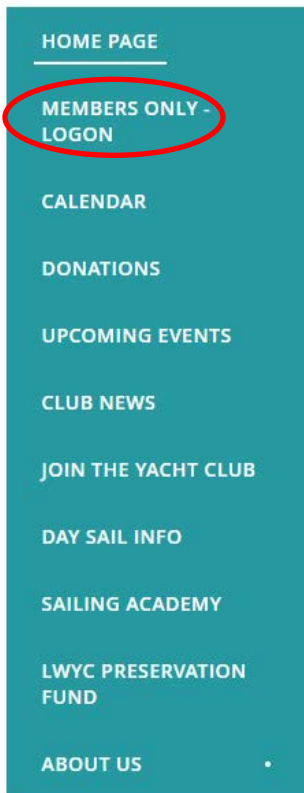 HOME PAGE
MEMBERS ONLY -
LOGON
CALENDAR
DONATIONS
UPCOMING EVENTS
CLUB NEWS
JOIN THE YACHT CLUB
DAY SAIL INFO
SAILING ACADEMY
LWYC PRESERVATION
FUND
ABOUT US